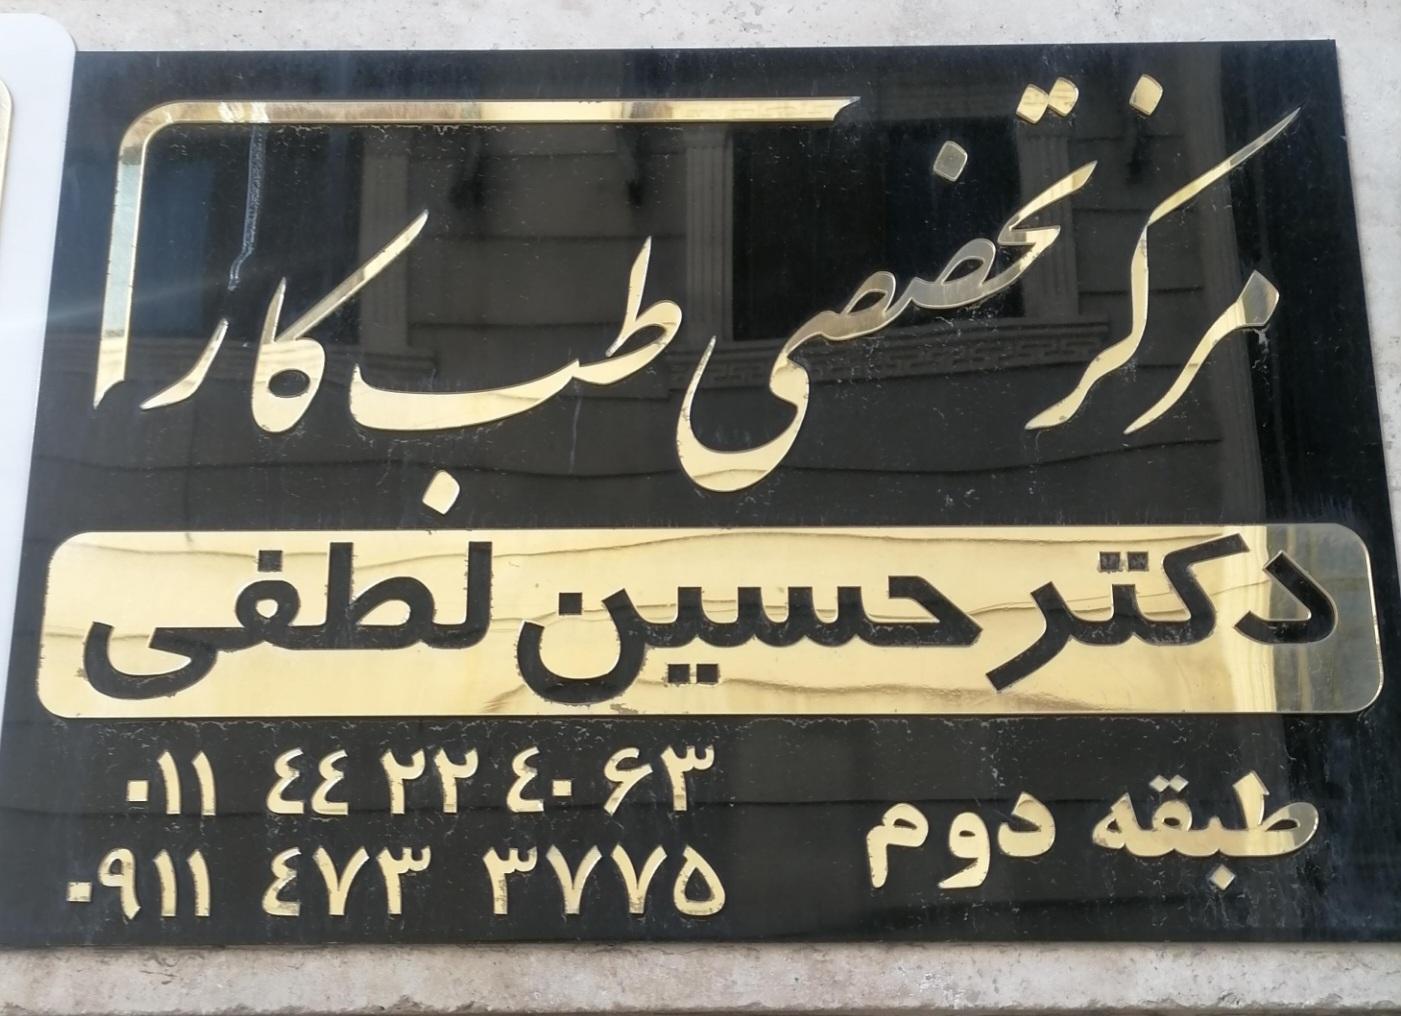 مرکز تخصصی طب کار
دکتر حسین لطفی
طبقه دوم
۰۱۱ ۴۴ ۲۲ ۴۰ ۶۳
۰۹۱۱ ۴۷۳ ۳۷۷۵